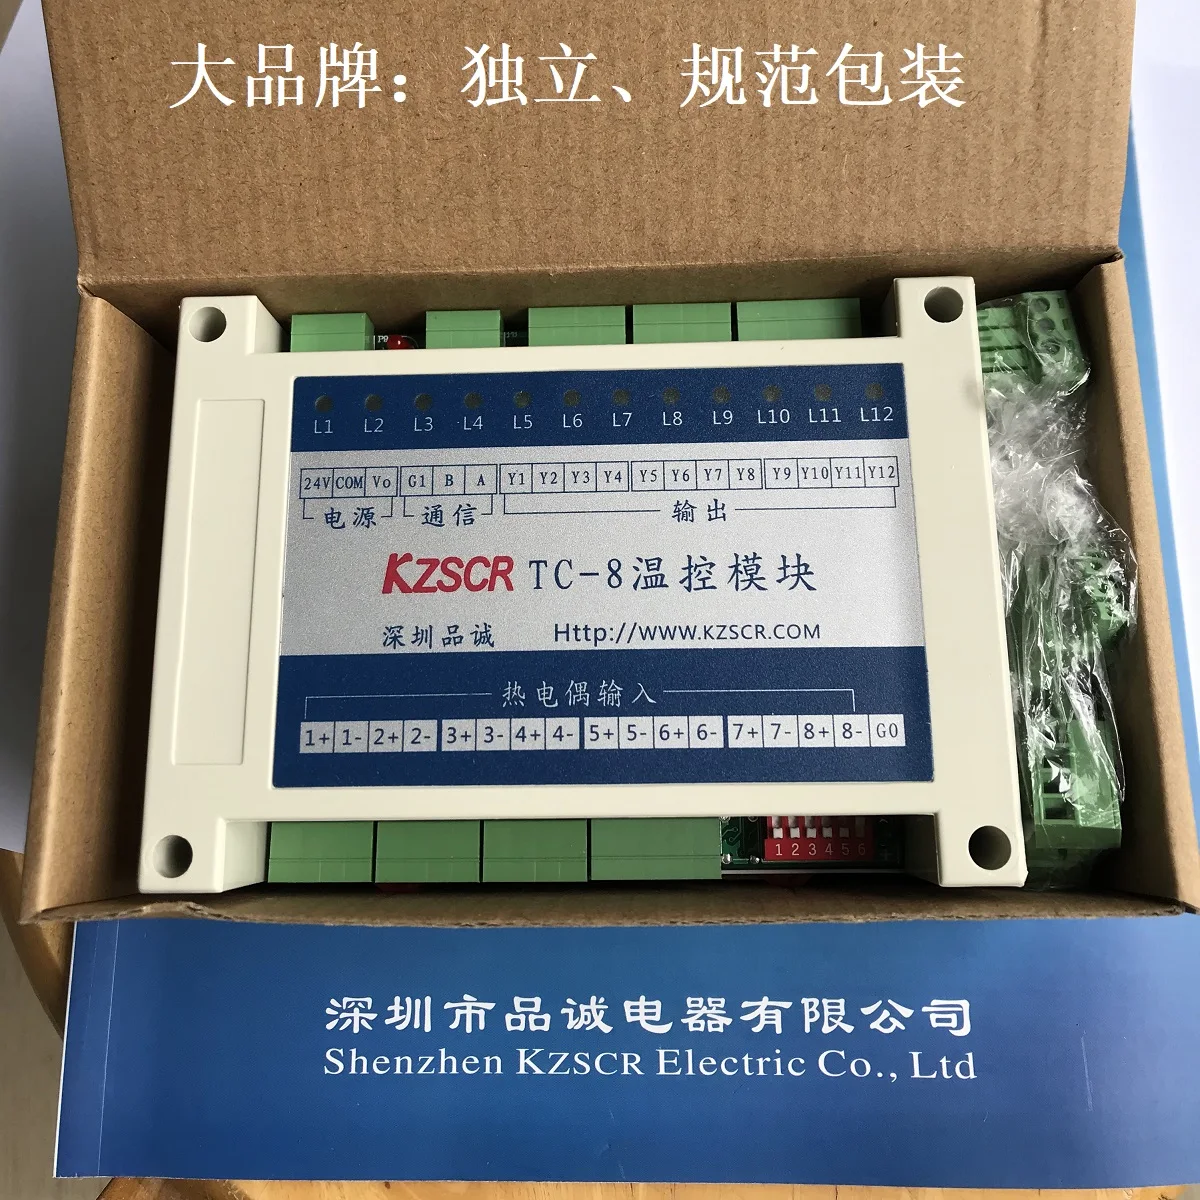 大品牌：独立、规范包装
L1 L2 L3 L4 L5 L6 L7 L8 L9 L10 L11 L12
24V COM Vo G1 B A Y1 Y2 Y3 Y4 Y5 Y6 Y7 Y8 Y9 Y10 Y11 Y12
电源 通信 输出
KZSCR TC-8温控模块
深圳品诚 Http://WWW.KZSCR.COM
热电偶输入
1+ 1- 2+ 2- 3+ 3- 4+ 4- 5+ 5- 6+ 6- 7+ 7- 8+ 8- G0
1 2 3 4 5 6
深圳市品诚电器有限公司
Shenzhen KZSCR Electric Co., Ltd